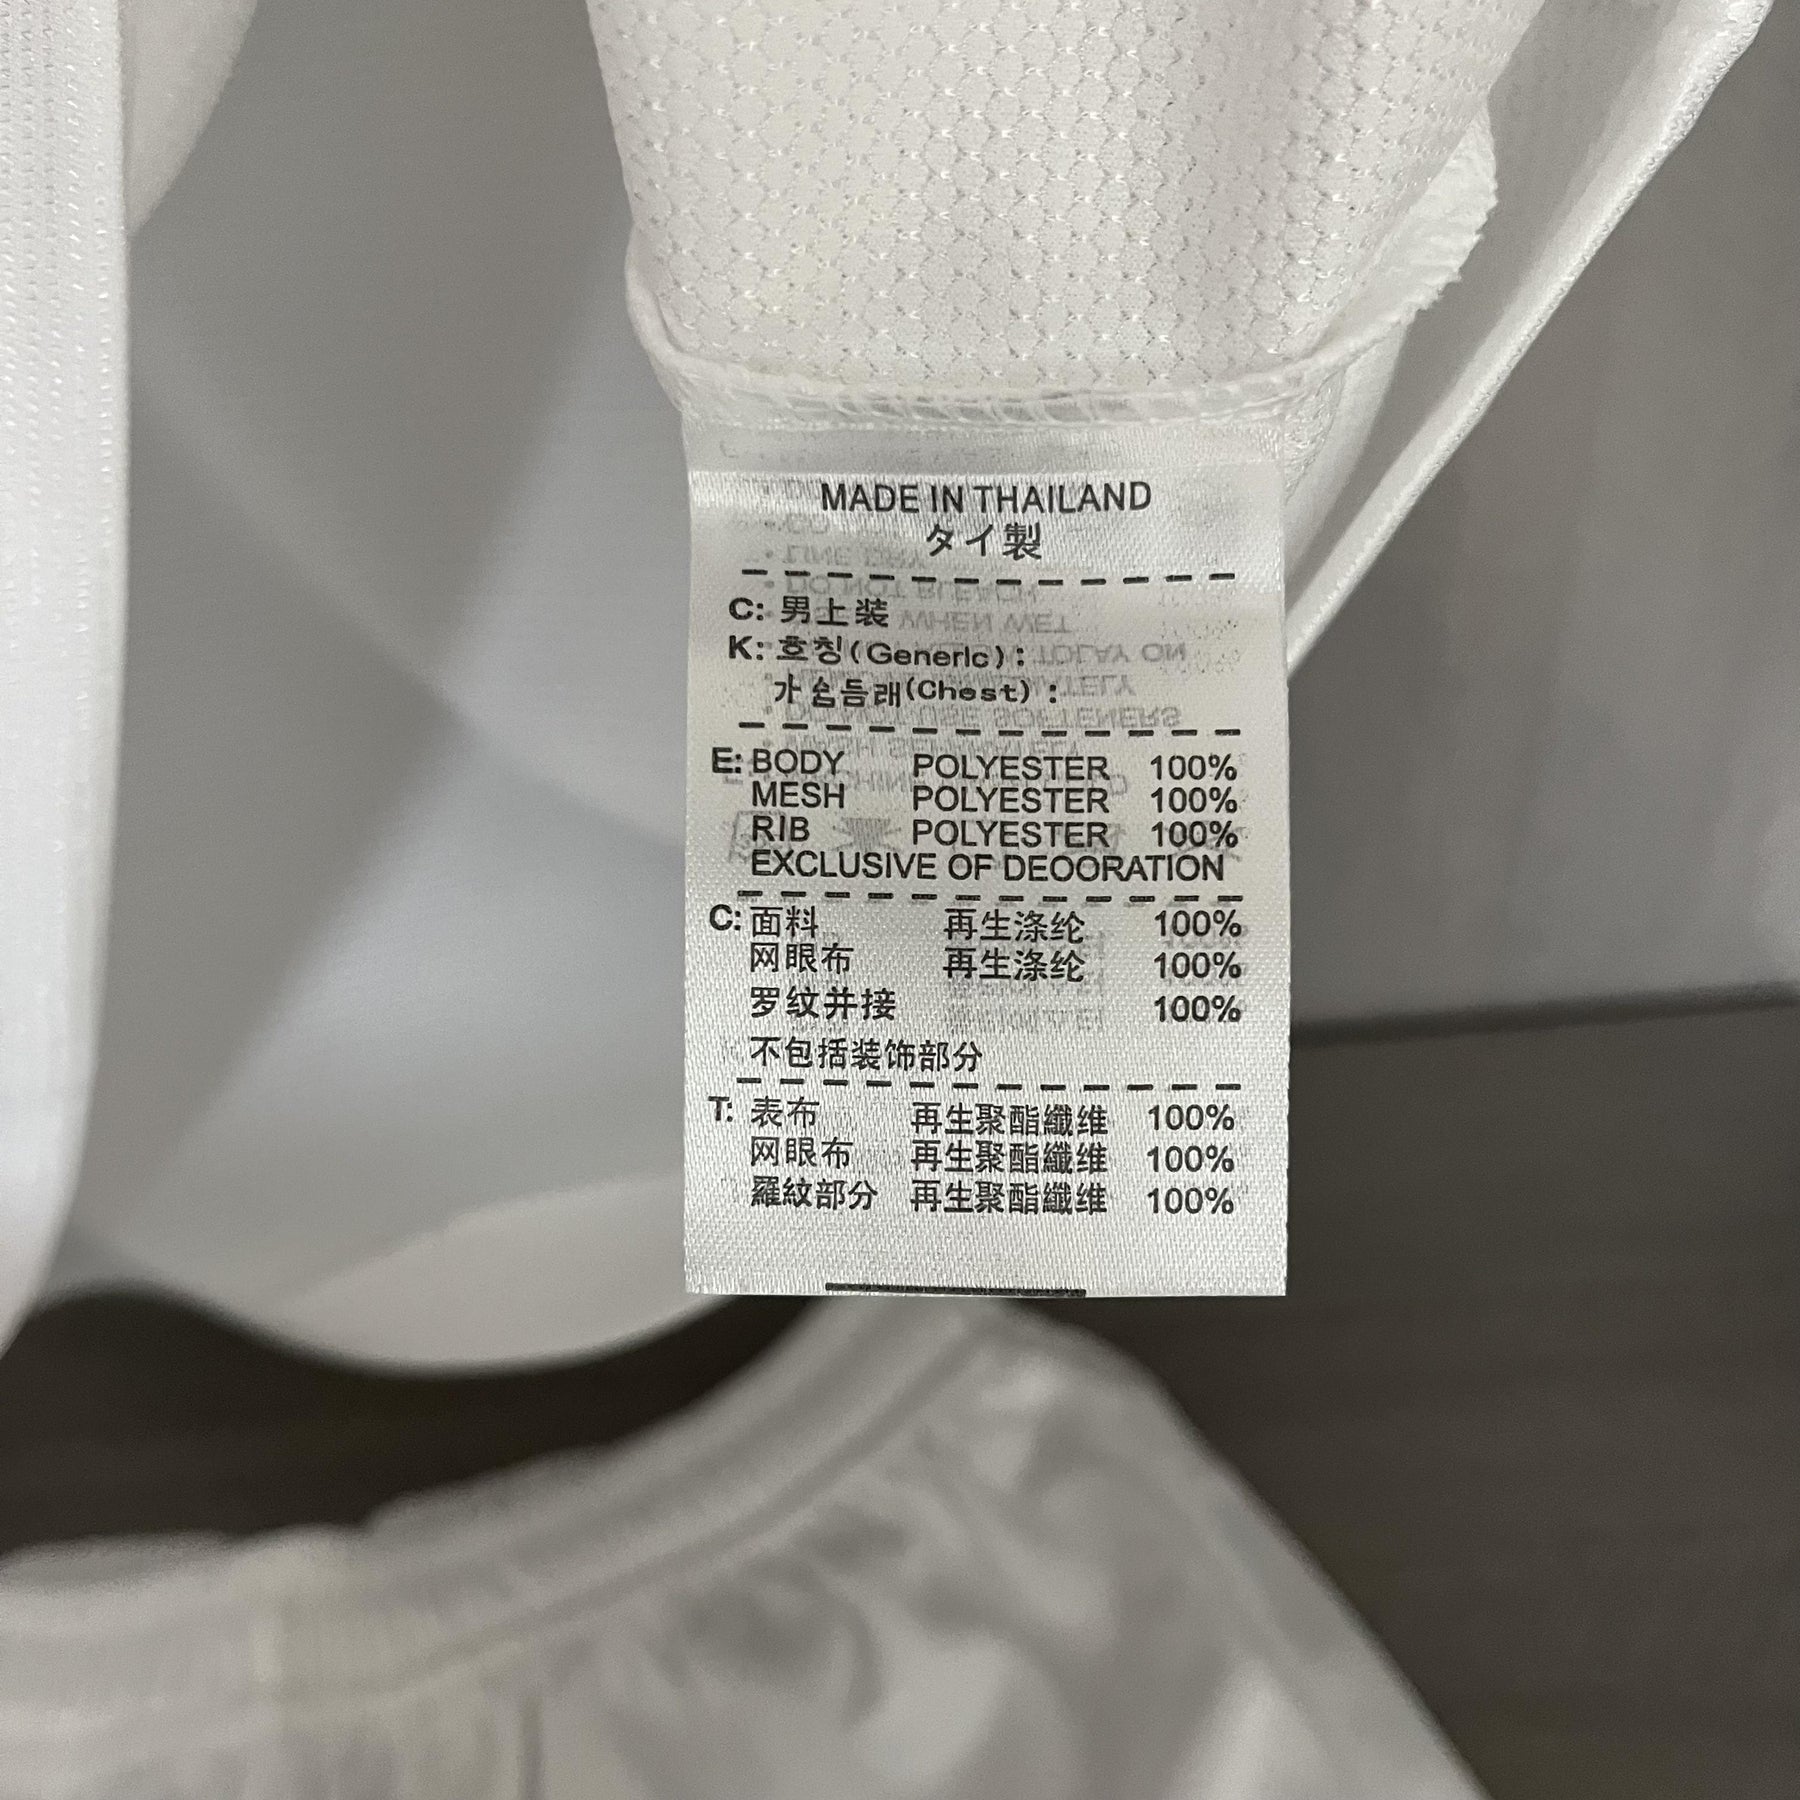 MADE IN THAILAND
タイ製
C: 男上装
K: 호칭(Generic) :
가슴듬래(Chest) :
E: BODY POLYESTER 100%
MESH POLYESTER 100%
RIB POLYESTER 100%
EXCLUSIVE OF DEOORATION
C: 面料 再生涤纶 100%
网眼布 再生涤纶 100%
罗纹并接 100%
不包括装饰部分
T: 表布 再生聚酯纖维 100%
网眼布 再生聚酯纖维 100%
羅紋部分 再生聚酯纖维 100%